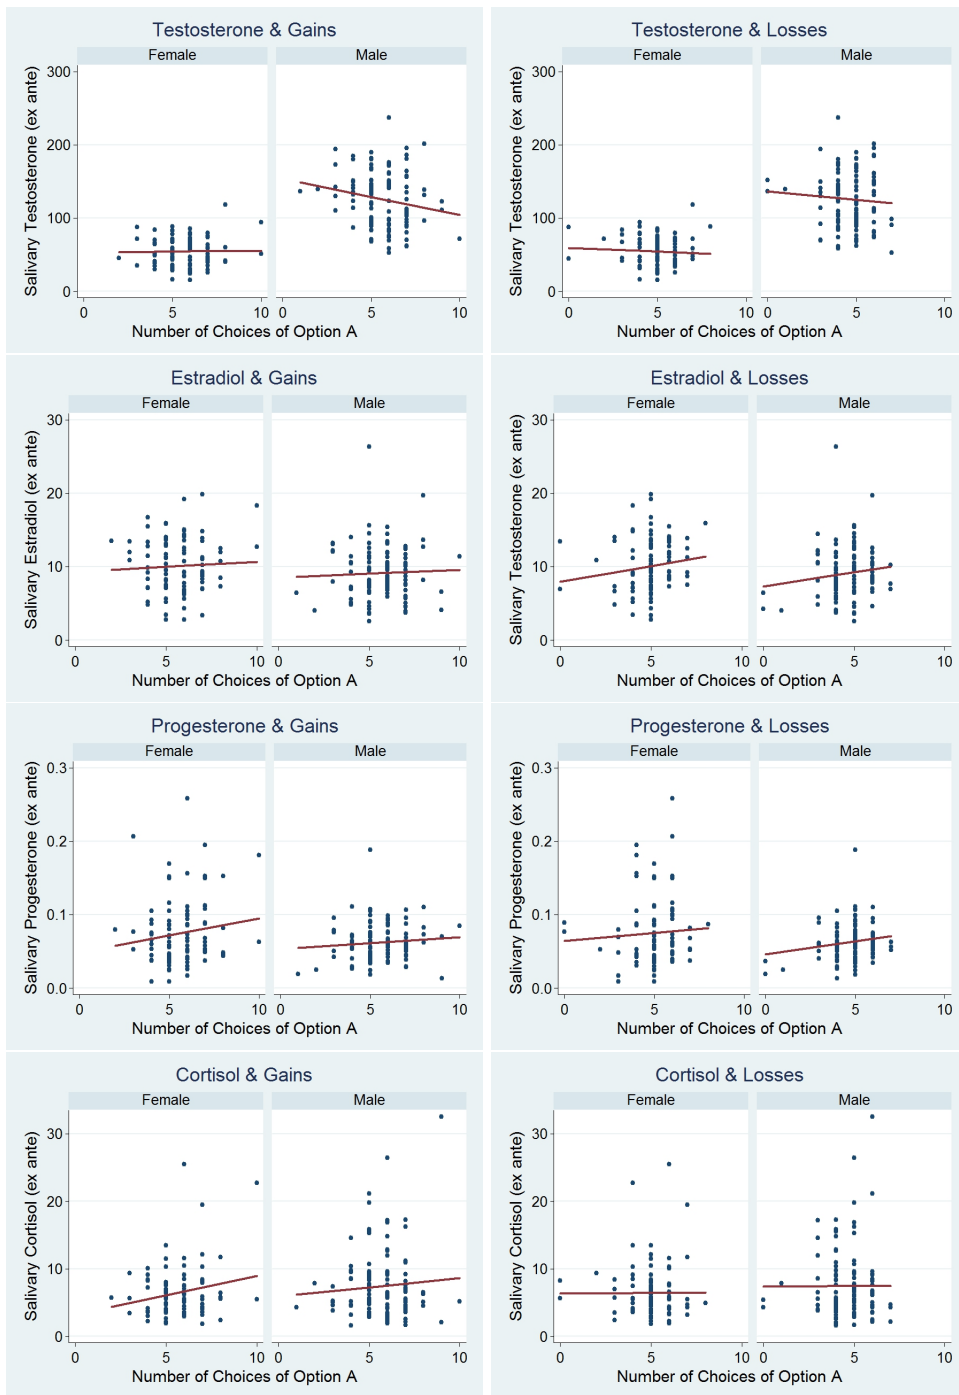 Testosterone & Gains
Female Male
Salivary Testosterone (ex ante)
300
200
100
0
0 5 10
0 5 10
Number of Choices of Option A
Testosterone & Losses
Female Male
Salivary Testosterone (ex ante)
300
200
100
0
0 5 10
0 5 10
Number of Choices of Option A
Estradiol & Gains
Female Male
Salivary Estradiol (ex ante)
30
20
10
0
0 5 10
0 5 10
Number of Choices of Option A
Estradiol & Losses
Female Male
Salivary Testosterone (ex ante)
30
20
10
0
0 5 10
0 5 10
Number of Choices of Option A
Progesterone & Gains
Female Male
Salivary Progesterone (ex ante)
0.3
0.2
0.1
0.0
0 5 10
0 5 10
Number of Choices of Option A
Progesterone & Losses
Female Male
Salivary Progesterone (ex ante)
0.3
0.2
0.1
0.0
0 5 10
0 5 10
Number of Choices of Option A
Cortisol & Gains
Female Male
Salivary Cortisol (ex ante)
30
20
10
0
0 5 10
0 5 10
Number of Choices of Option A
Cortisol & Losses
Female Male
Salivary Cortisol (ex ante)
30
20
10
0
0 5 10
0 5 10
Number of Choices of Option A